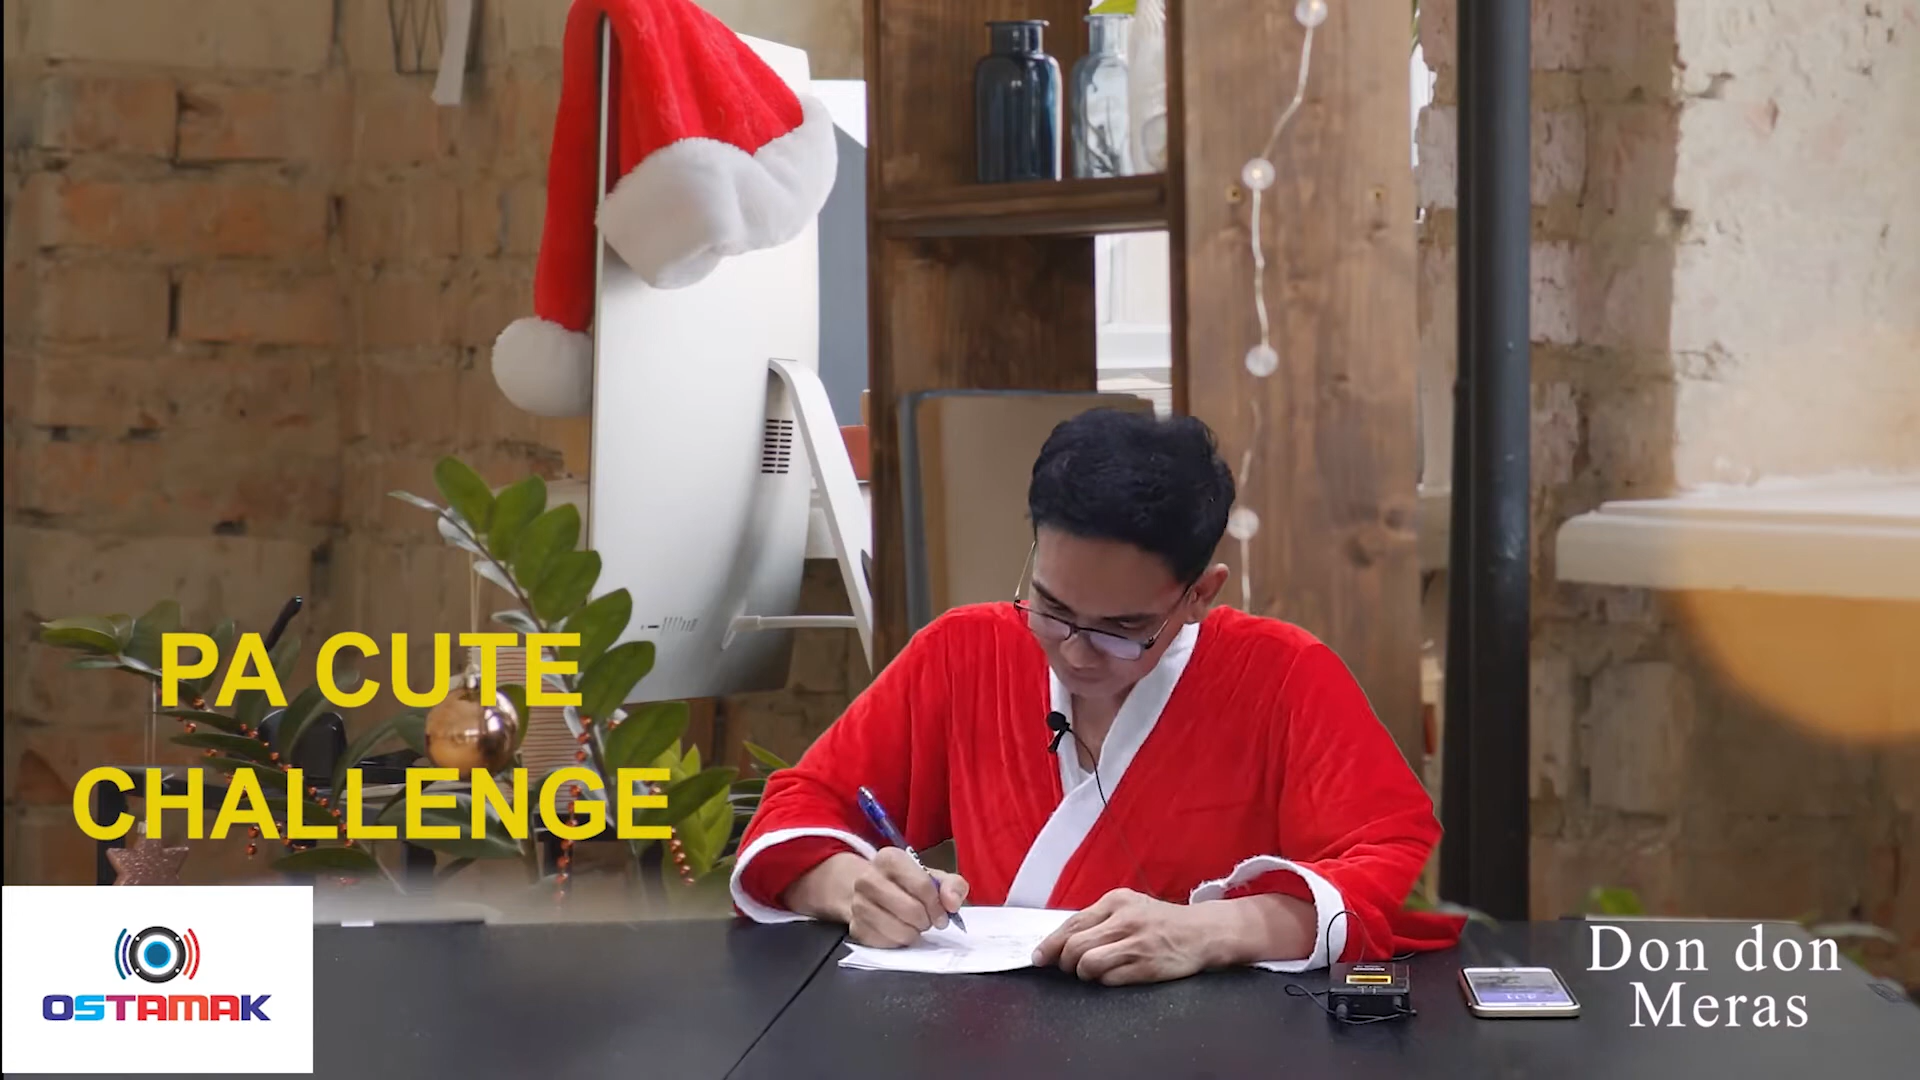 PA CUTE
CHALLENGE
OSTAMAK
Don don
Meras